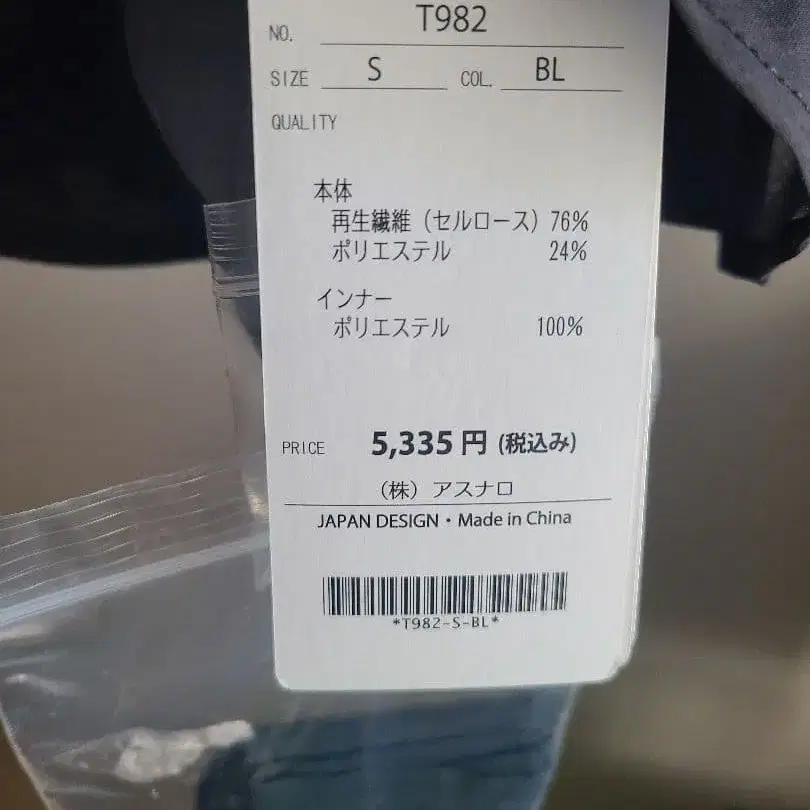 NO. T982
SIZE S COL. BL
QUALITY
本体
再生繊維（セルロース）76%
ポリエステル 24%
インナー
ポリエステル 100%
PRICE 5,335円 (税込み)
（株）アスナロ
JAPAN DESIGN・Made in China
*T982-S-BL*